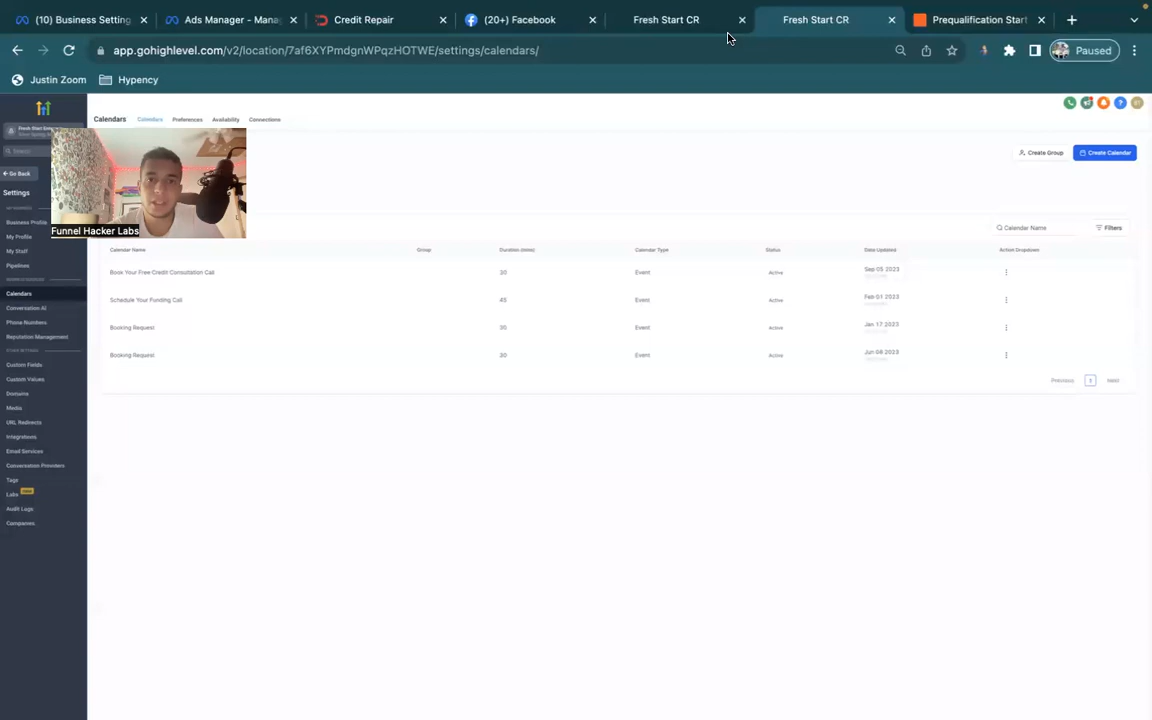 (10) Business Setting
Ads Manager - Mana
Credit Repair
(20+) Facebook
Fresh Start CR
Fresh Start CR
Prequalification Start
app.gohighlevel.com/v2/location/7af6XYPmdgnWPqzHOTWE/settings/calendars/
Paused
Justin Zoom
Hypency
Calendars
Calendars
Preferences
Availability
Connections
Create Group
Create Calendar
Go Back
Settings
Funnel Hacker Labs
Business Profile
My Profile
My Staff
Pipelines
Calendars
Conversation AI
Phone Numbers
Reputation Management
Custom Fields
Custom Values
Domains
Media
URL Redirects
Integrations
Email Services
Conversation Providers
Tags
Labs
Audit Logs
Companies
Calendar Name
Filters
Calendar Name Group Duration (mins) Calendar Type Status Date Updated Action Dropdown
Book Your Free Credit Consultation Call 30 Event Active Sep 05 2023
Schedule Your Funding Call 45 Event Active Feb 01 2023
Booking Request 30 Event Active Jan 17 2023
Booking Request 30 Event Active Jun 08 2023
Previous 1 Next